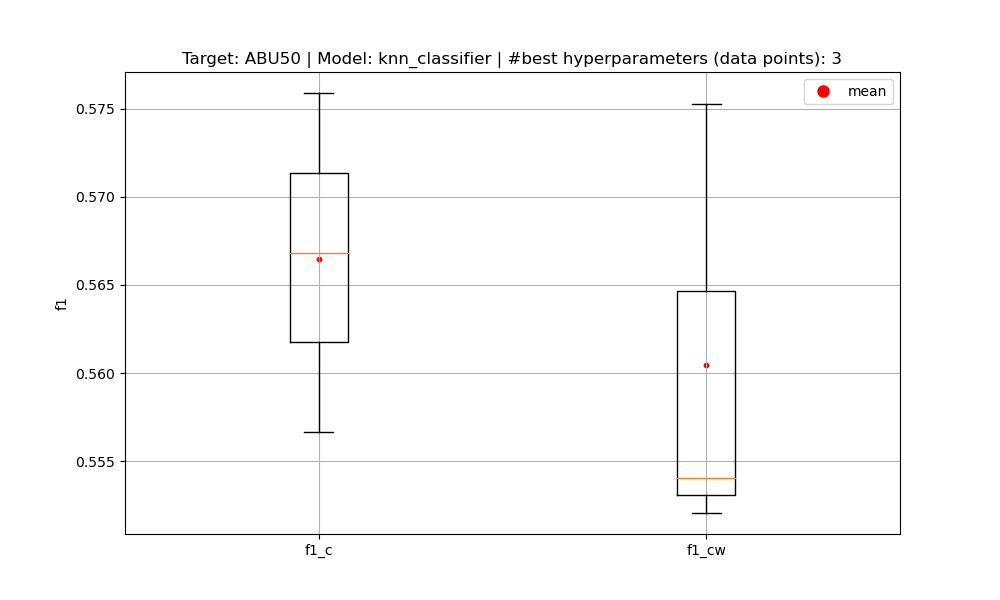 Target: ABU50 | Model: knn_classifier | #best hyperparameters (data points): 3
mean
0.575
0.570
0.565
0.560
0.555
f1
f1_c
f1_cw